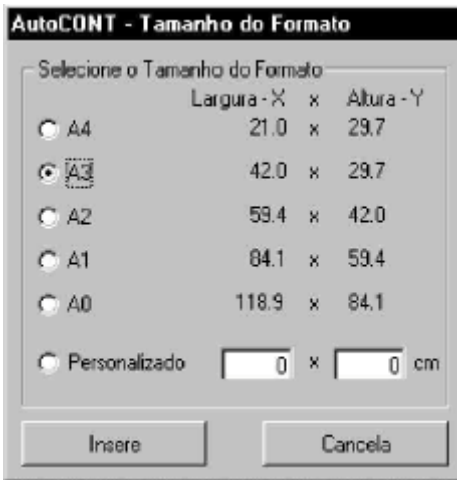 AutoCONT - Tamanho do Formato
Selecione o Tamanho do Formato
Largura - X x Altura - Y
A4 21.0 x 29.7
A3 42.0 x 29.7
A2 59.4 x 42.0
A1 84.1 x 59.4
A0 118.9 x 84.1
Personalizado 0 x 0 cm
Insere Cancela